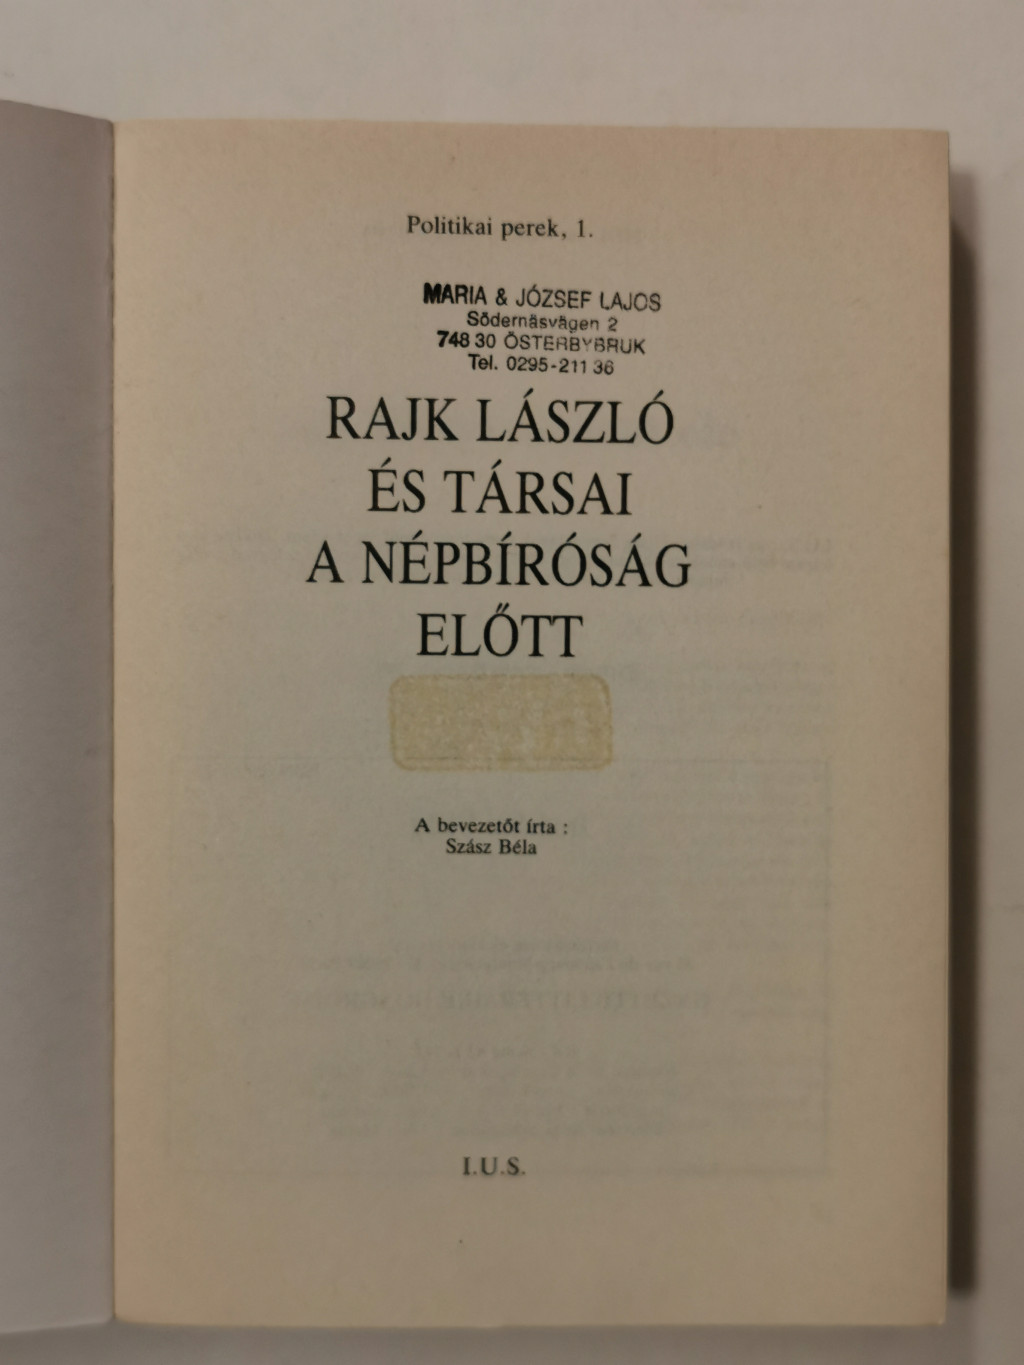 Politikai perek, 1.
MARIA & JÓZSEF LAJOS
Södernäsvägen 2
748 30 ÖSTERBYBRUK
Tel. 0295-211 36
RAJK LÁSZLÓ
ÉS TÁRSAI
A NÉPBÍRÓSÁG
ELŐTT
A bevezetőt írta :
Szász Béla
I.U.S.